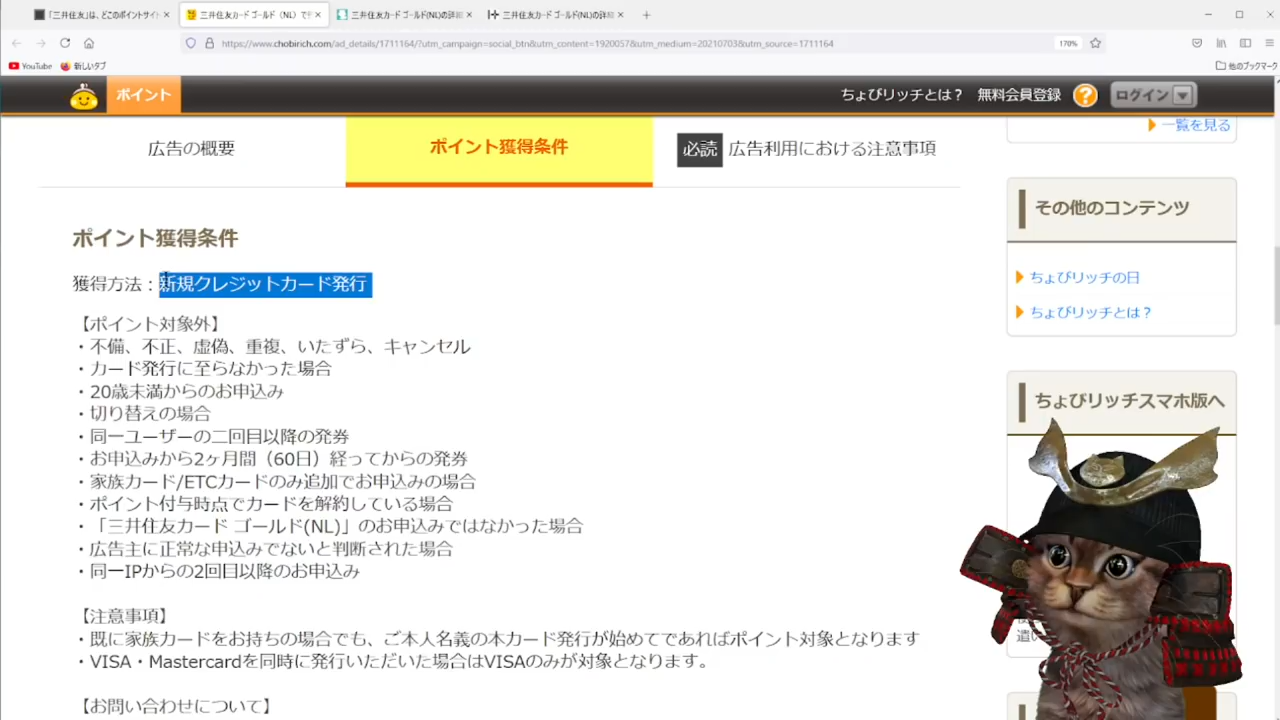 「三井住友」は、どこのポイントサイト
三井住友カード ゴールド（NL）で
三井住友カード ゴールド(NL)の詳細
三井住友カード ゴールド(NL)の詳細
https://www.chobirich.com/ad_details/1711164/?utm_campaign=social_btn&utm_content=1920057&utm_medium=20210703&utm_source=1711164
170%
YouTube
新しいタブ
他のブックマーク
ポイント
ちょびリッチとは？
無料会員登録
?
ログイン
広告の概要
ポイント獲得条件
必読 広告利用における注意事項
一覧を見る
ポイント獲得条件
獲得方法：新規クレジットカード発行
【ポイント対象外】
・不備、不正、虚偽、重複、いたずら、キャンセル
・カード発行に至らなかった場合
・20歳未満からのお申込み
・切り替えの場合
・同一ユーザーの二回目以降の発券
・お申込みから2ヶ月間（60日）経ってからの発券
・家族カード/ETCカードのみ追加でお申込みの場合
・ポイント付与時点でカードを解約している場合
・「三井住友カード ゴールド(NL)」のお申込みではなかった場合
・広告主に正常な申込みでないと判断された場合
・同一IPからの2回目以降のお申込み
【注意事項】
・既に家族カードをお持ちの場合でも、ご本人名義の本カード発行が始めてであればポイント対象となります
・VISA・Mastercardを同時に発行いただいた場合はVISAのみが対象となります。
【お問い合わせについて】
その他のコンテンツ
ちょびリッチの日
ちょびリッチとは？
ちょびリッチスマホ版へ